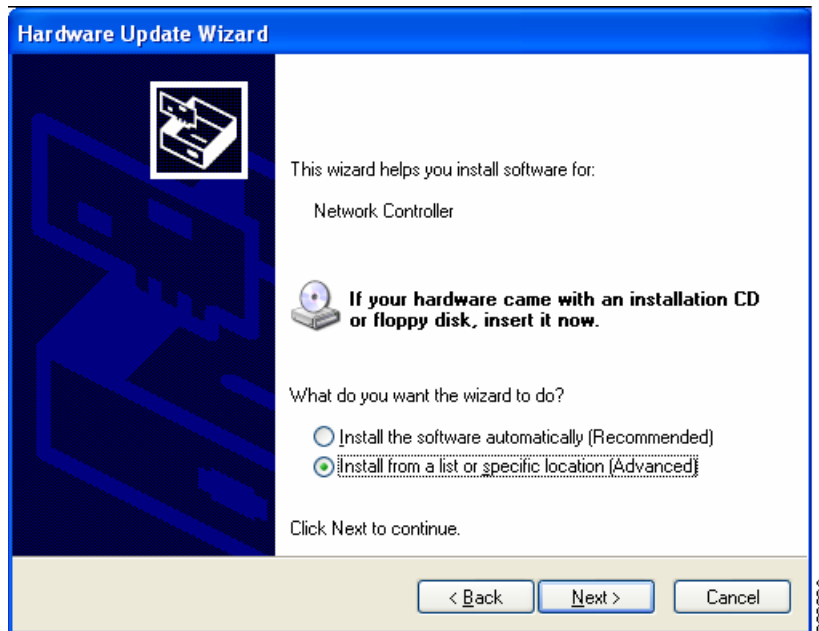 Hardware Update Wizard
This wizard helps you install software for:
Network Controller
If your hardware came with an installation CD
or floppy disk, insert it now.
What do you want the wizard to do?
Install the software automatically (Recommended)
Install from a list or specific location (Advanced)
Click Next to continue.
< Back
Next >
Cancel